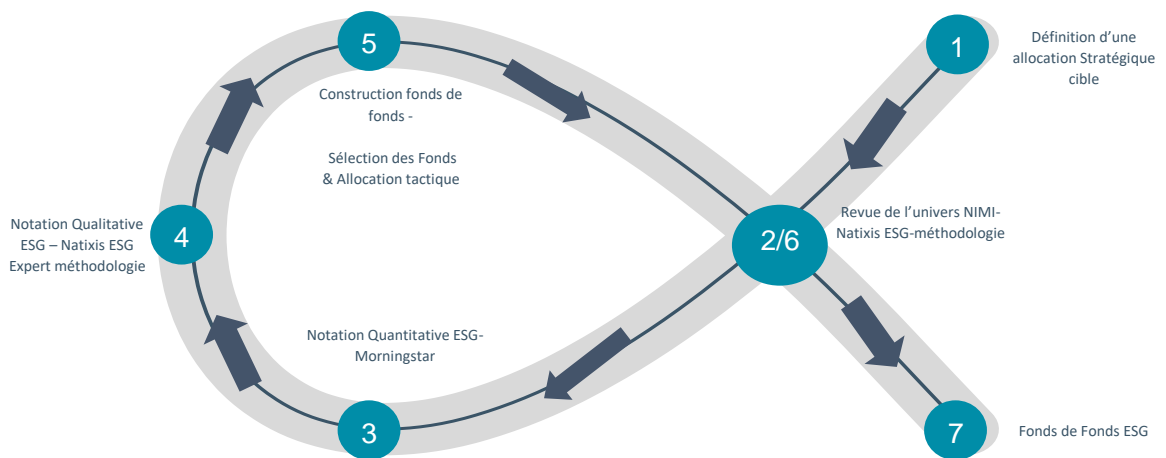 5
1
Définition d’une
allocation Stratégique
cible
Construction fonds de
fonds -
Sélection des Fonds
& Allocation tactique
Notation Qualitative
ESG – Natixis ESG
Expert méthodologie
4
2/6
Revue de l’univers NIMI-
Natixis ESG-méthodologie
Notation Quantitative ESG-
Morningstar
3
7
Fonds de Fonds ESG